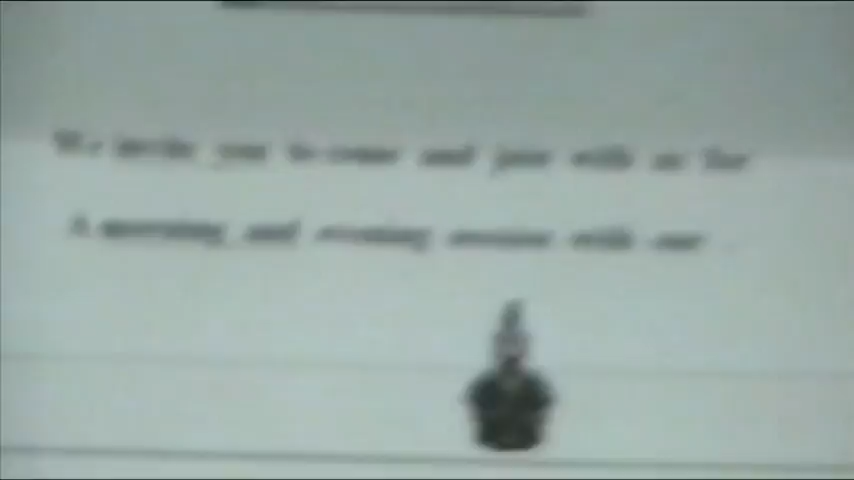 We invite you to come and join with us for
A morning and evening session with our